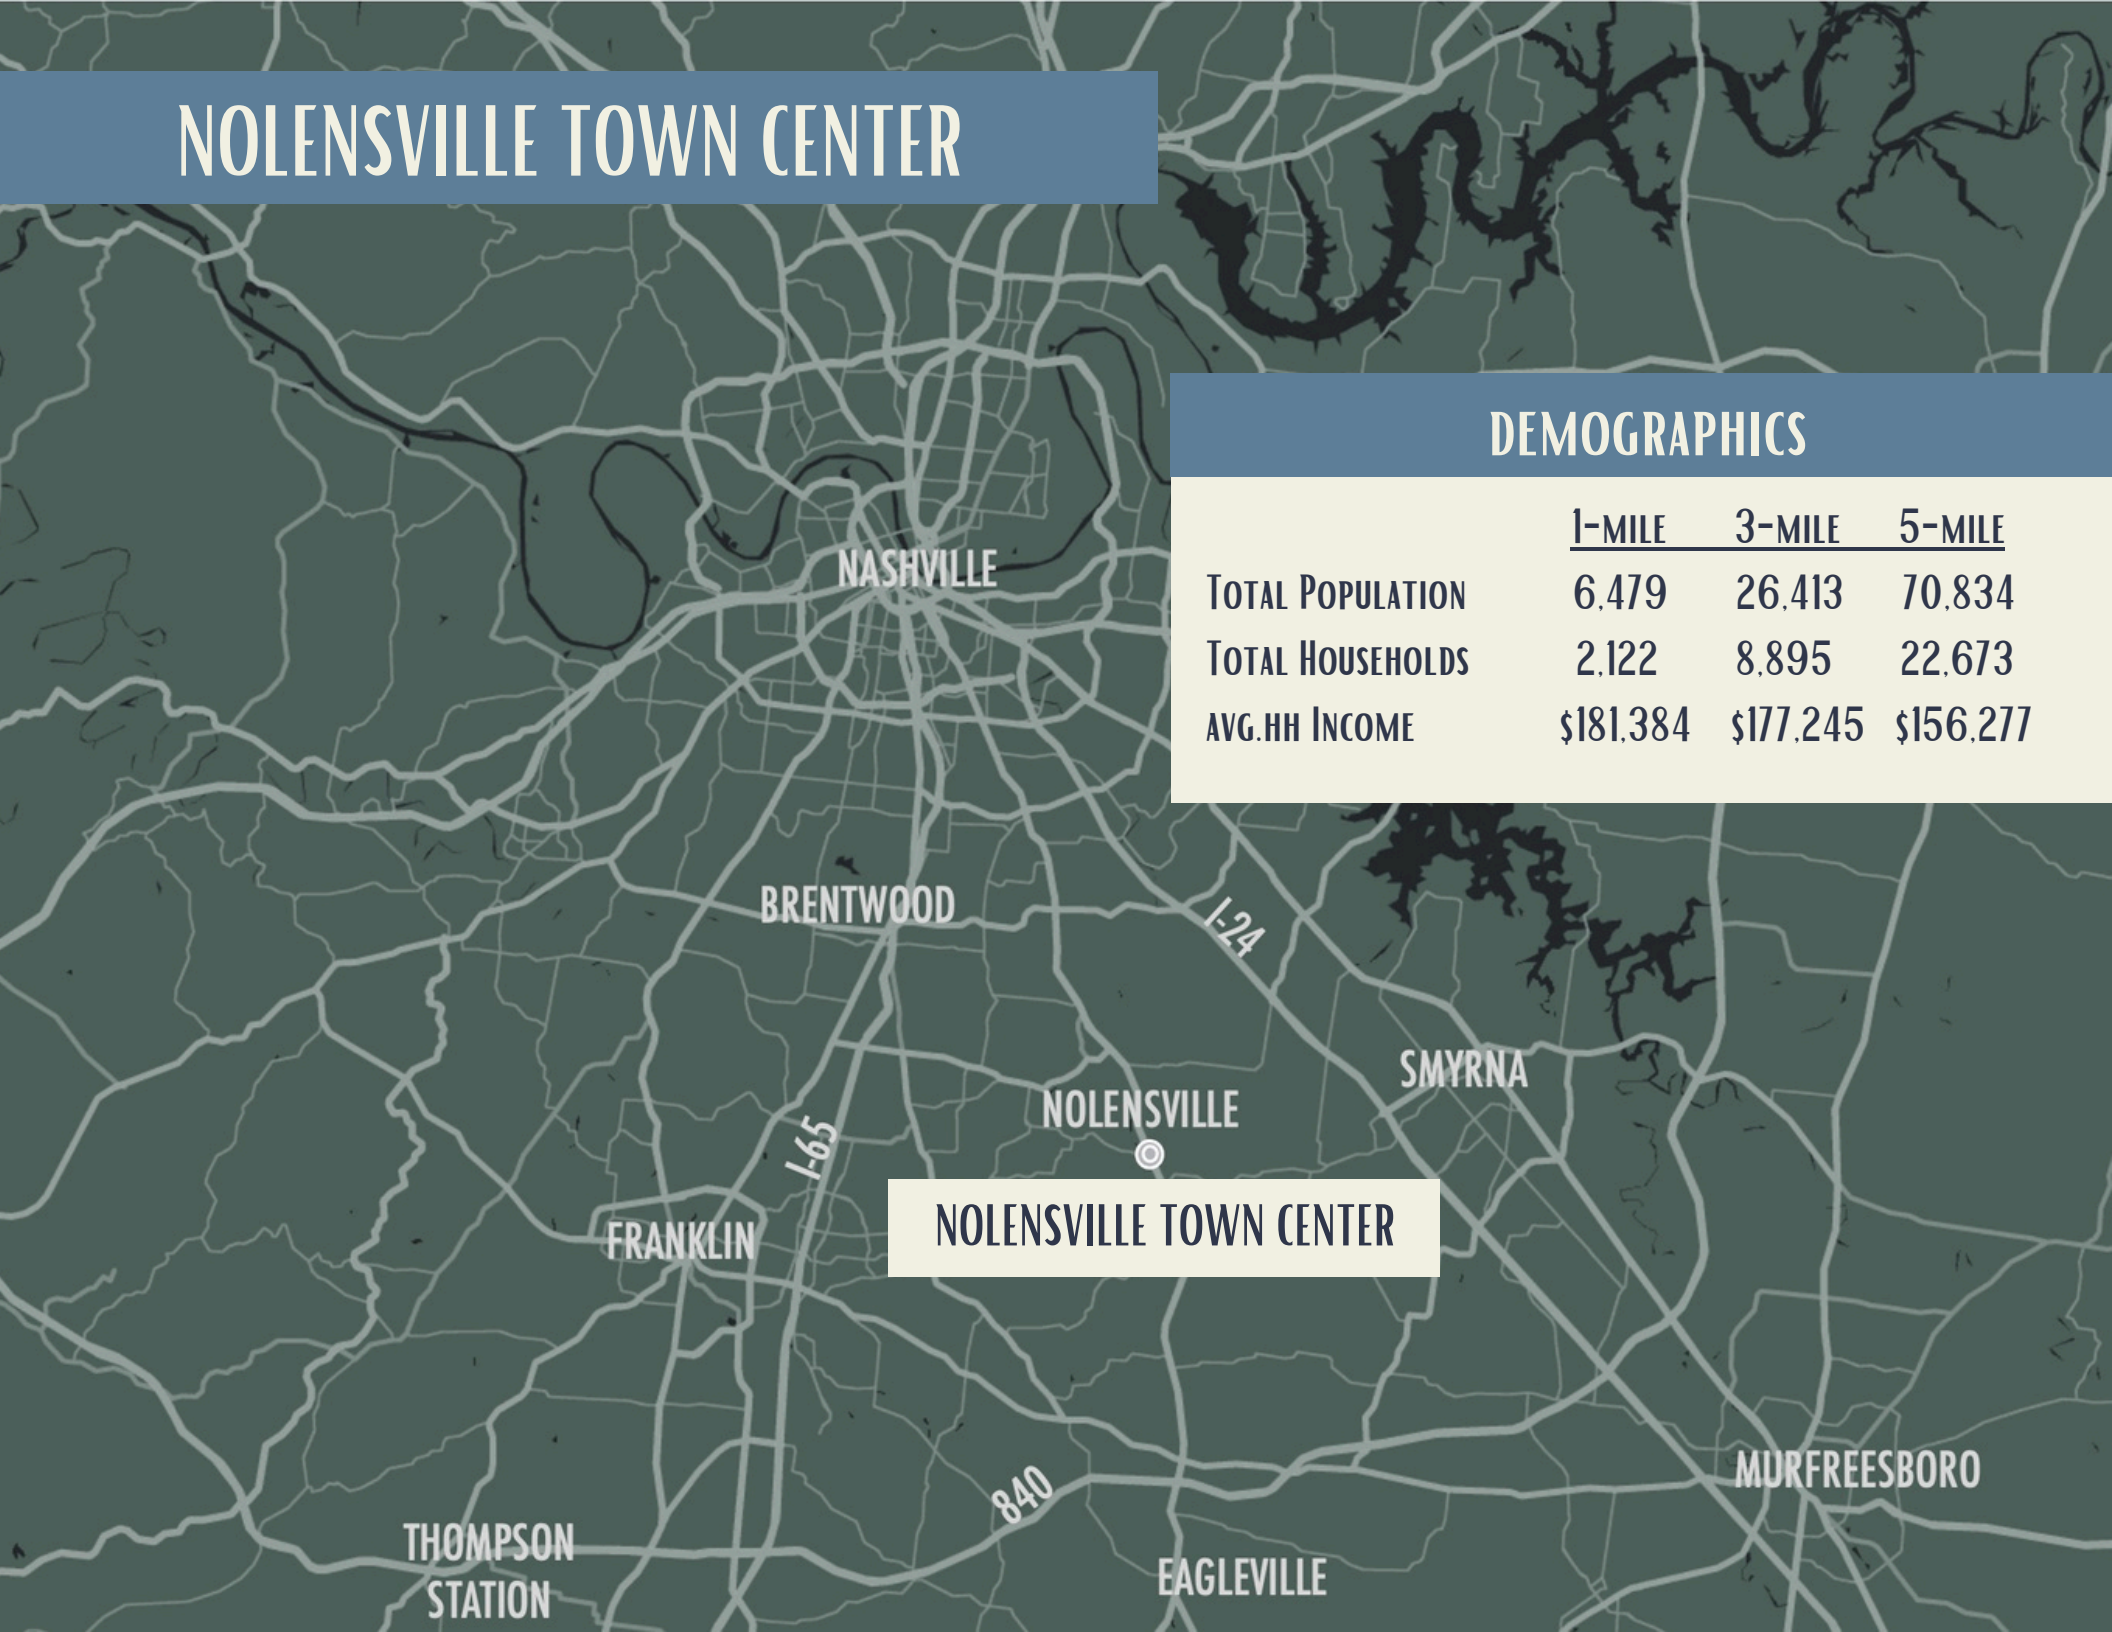 NOLENSVILLE TOWN CENTER
DEMOGRAPHICS
1-MILE 3-MILE 5-MILE
TOTAL POPULATION 6,479 26,413 70,834
TOTAL HOUSEHOLDS 2,122 8,895 22,673
AVG.HH INCOME $181,384 $177,245 $156,277
NASHVILLE
BRENTWOOD
I-24
SMYRNA
NOLENSVILLE
I-65
NOLENSVILLE TOWN CENTER
FRANKLIN
MURFREESBORO
840
THOMPSON
STATION
EAGLEVILLE